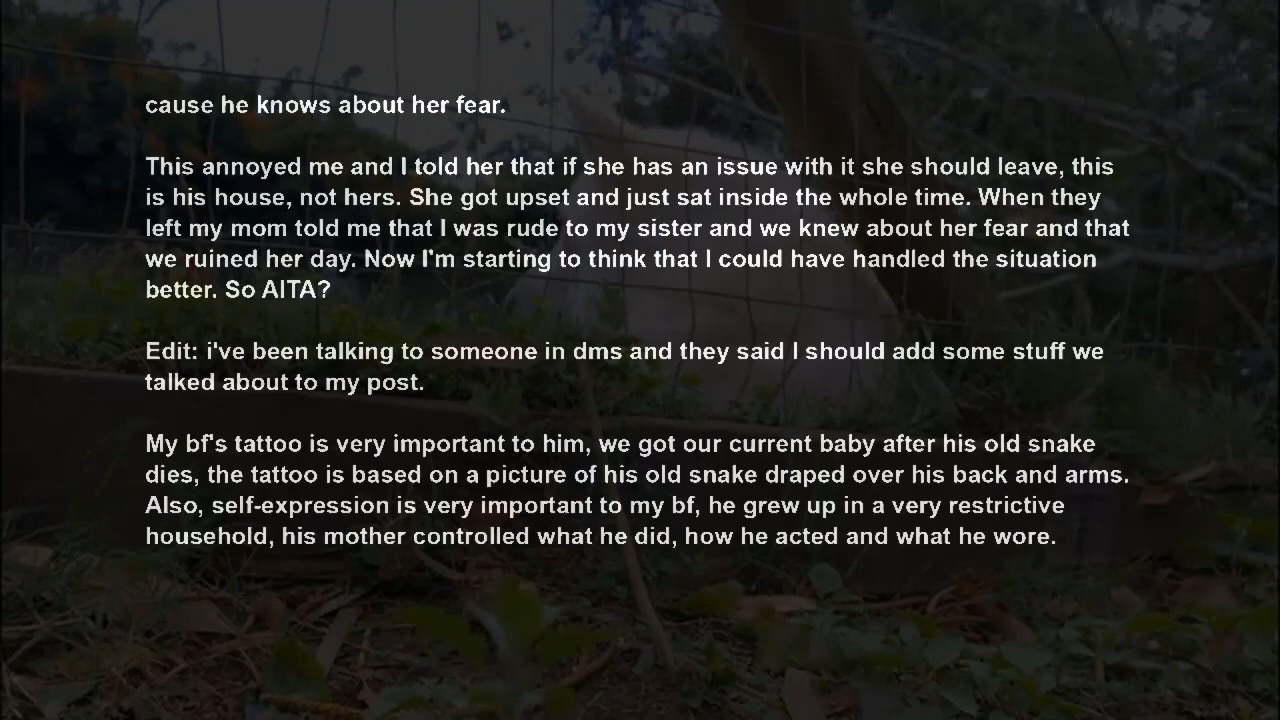 cause he knows about her fear.
This annoyed me and I told her that if she has an issue with it she should leave, this
is his house, not hers. She got upset and just sat inside the whole time. When they
left my mom told me that I was rude to my sister and we knew about her fear and that
we ruined her day. Now I'm starting to think that I could have handled the situation
better. So AITA?
Edit: i've been talking to someone in dms and they said I should add some stuff we
talked about to my post.
My bf's tattoo is very important to him, we got our current baby after his old snake
dies, the tattoo is based on a picture of his old snake draped over his back and arms.
Also, self-expression is very important to my bf, he grew up in a very restrictive
household, his mother controlled what he did, how he acted and what he wore.